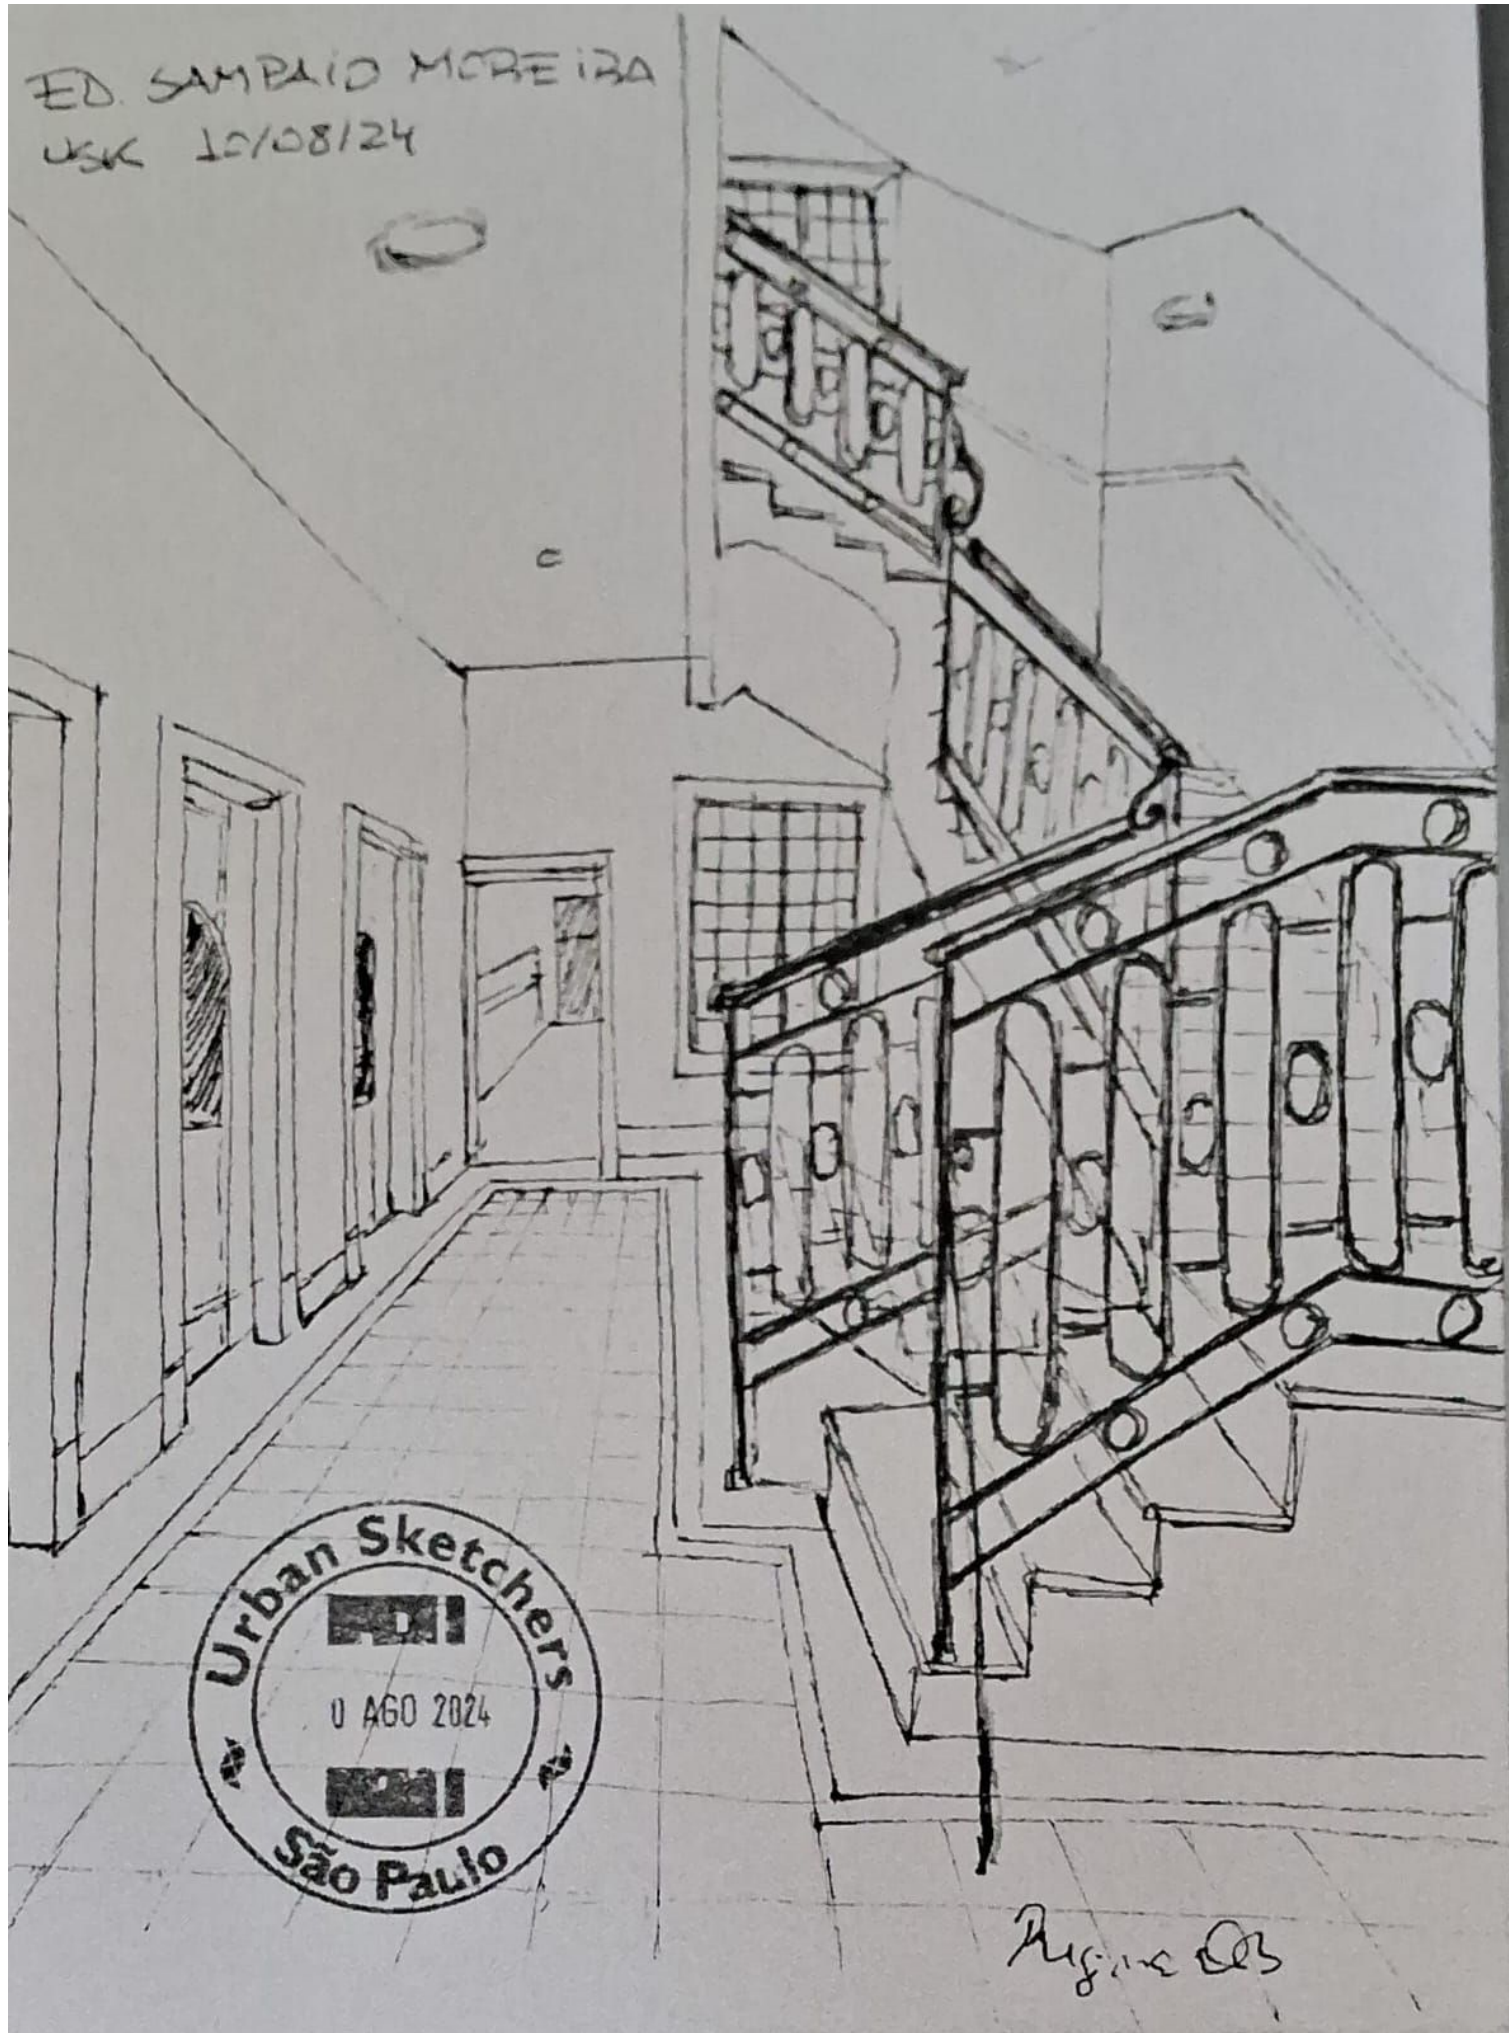 ED. SAMPAIO MOREIRA
USK 10/08/24
Urban Sketchers
0 AGO 2024
São Paulo